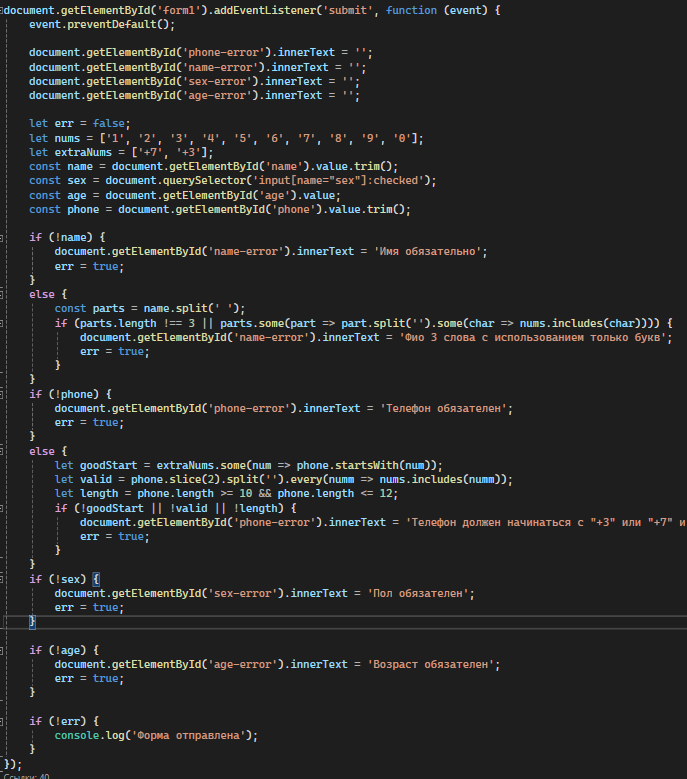 document.getElementById('form1').addEventListener('submit', function (event) {
    event.preventDefault();

    document.getElementById('phone-error').innerText = '';
    document.getElementById('name-error').innerText = '';
    document.getElementById('sex-error').innerText = '';
    document.getElementById('age-error').innerText = '';

    let err = false;
    let nums = ['1', '2', '3', '4', '5', '6', '7', '8', '9', '0'];
    let extraNums = ['+7', '+3'];
    const name = document.getElementById('name').value.trim();
    const sex = document.querySelector('input[name="sex"]:checked');
    const age = document.getElementById('age').value;
    const phone = document.getElementById('phone').value.trim();

    if (!name) {
        document.getElementById('name-error').innerText = 'Имя обязательно';
        err = true;
    }
    else {
        const parts = name.split(' ');
        if (parts.length !== 3 || parts.some(part => part.split('').some(char => nums.includes(char)))) {
            document.getElementById('name-error').innerText = 'Фио 3 слова с использованием только букв';
            err = true;
        }
    }
    if (!phone) {
        document.getElementById('phone-error').innerText = 'Телефон обязателен';
        err = true;
    }
    else {
        let goodStart = extraNums.some(num => phone.startsWith(num));
        let valid = phone.slice(2).split('').every(numm => nums.includes(numm));
        let length = phone.length >= 10 && phone.length <= 12;
        if (!goodStart || !valid || !length) {
            document.getElementById('phone-error').innerText = 'Телефон должен начинаться с "+3" или "+7" и
            err = true;
        }
    }
    if (!sex) {
        document.getElementById('sex-error').innerText = 'Пол обязателен';
        err = true;
    }

    if (!age) {
        document.getElementById('age-error').innerText = 'Возраст обязателен';
        err = true;
    }

    if (!err) {
        console.log('Форма отправлена');
    }
});
Ссылки: 40